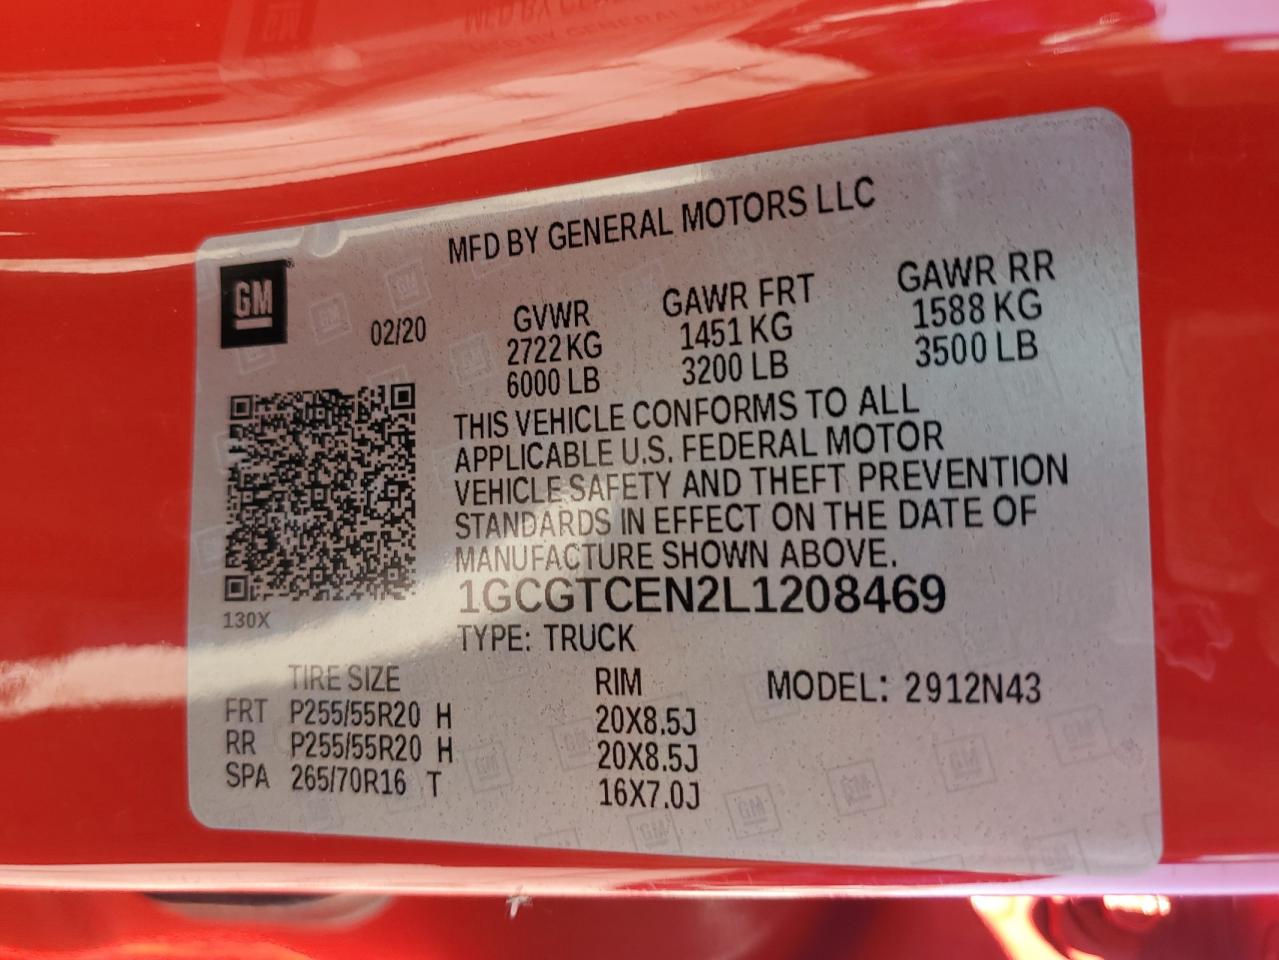 MFD BY GENERAL MOTORS LLC
GM
02/20
GVWR GAWR FRT GAWR RR
2722 KG 1451 KG 1588 KG
6000 LB 3200 LB 3500 LB
THIS VEHICLE CONFORMS TO ALL
APPLICABLE U.S. FEDERAL MOTOR
VEHICLE SAFETY AND THEFT PREVENTION
STANDARDS IN EFFECT ON THE DATE OF
MANUFACTURE SHOWN ABOVE.
1GCGTCEN2L1208469
130X
TYPE: TRUCK
TIRE SIZE RIM MODEL: 2912N43
FRT P255/55R20 H 20X8.5J
RR P255/55R20 H 20X8.5J
SPA 265/70R16 T 16X7.0J